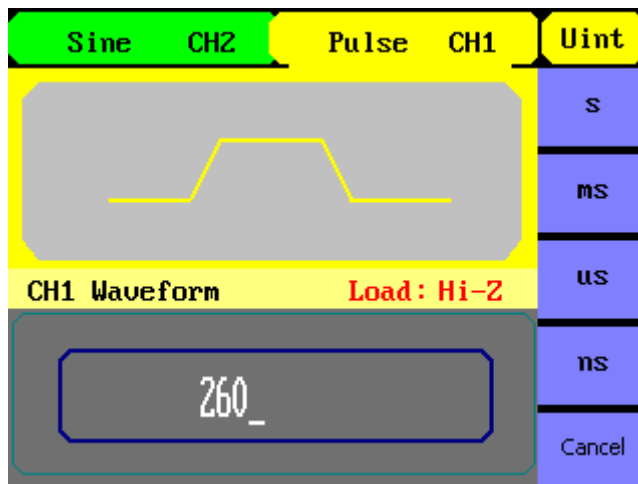 Sine CH2 Pulse CH1 Uint
s
ms
us
CH1 Waveform Load: Hi-Z
ns
260_
Cancel